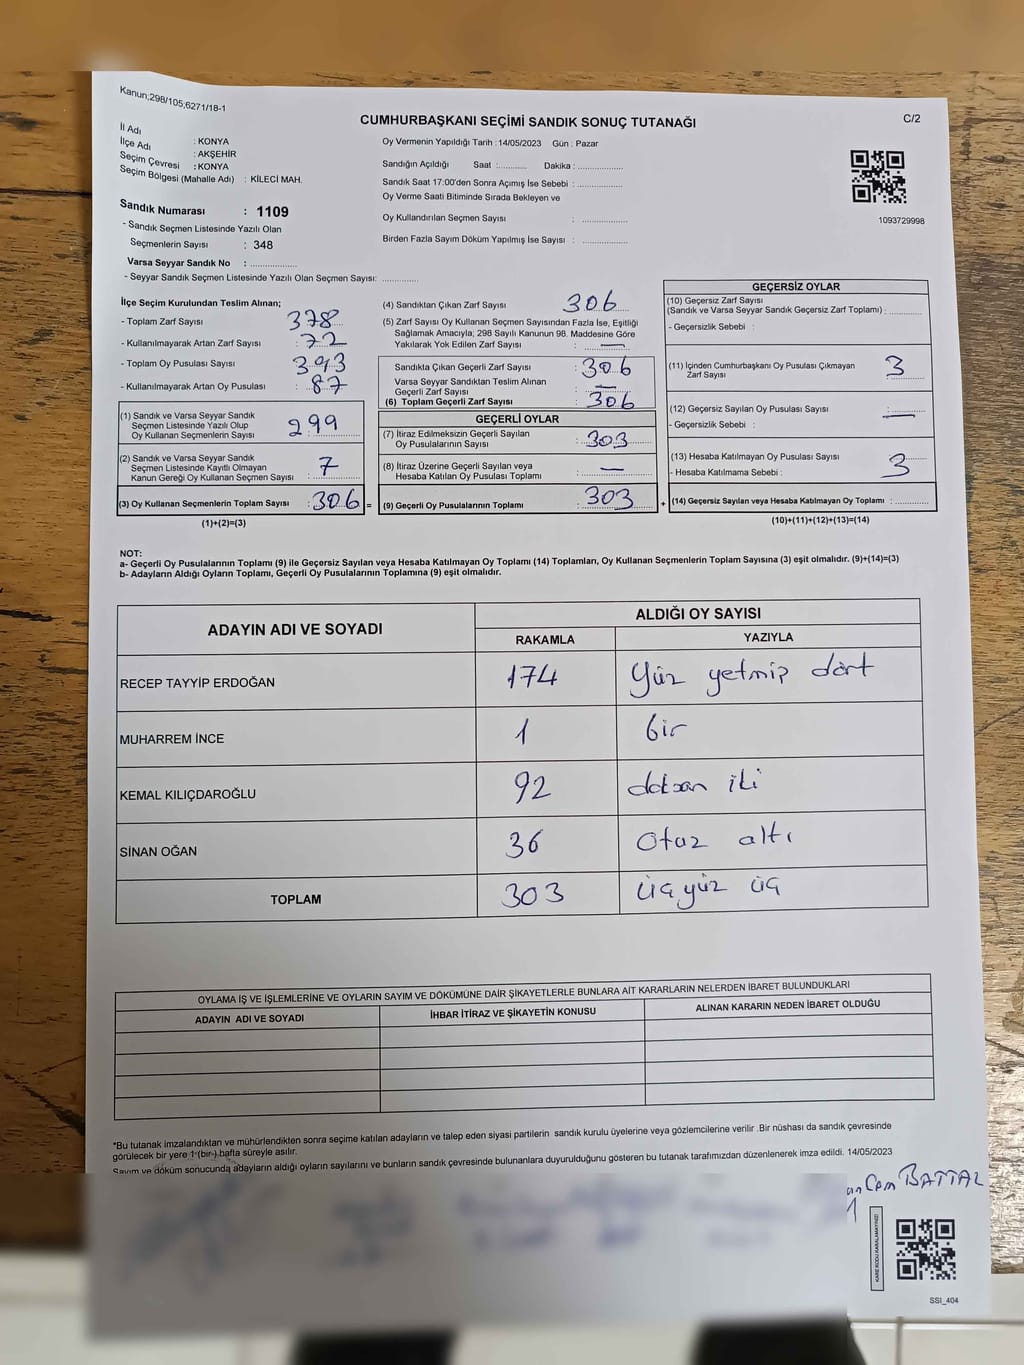 Kanun;298/105;6271/18-1
CUMHURBAŞKANI SEÇİMİ SANDIK SONUÇ TUTANAĞI
C/2
İl Adı : KONYA
İlçe Adı : AKŞEHİR
Seçim Çevresi : KONYA
Seçim Bölgesi (Mahalle Adı) : KİLECİ MAH.
Oy Vermenin Yapıldığı Tarih :14/05/2023 Gün : Pazar
Sandığın Açıldığı Saat :........... Dakika :..................
Sandık Saat 17:00'den Sonra Açımış İse Sebebi : ..................
Oy Verme Saati Bitiminde Sırada Bekleyen ve
Oy Kullandırılan Seçmen Sayısı : ..................
Birden Fazla Sayım Döküm Yapılmış İse Sayısı : ..................
1093729998
Sandık Numarası : 1109
- Sandık Seçmen Listesinde Yazılı Olan
Seçmenlerin Sayısı : 348
Varsa Seyyar Sandık No : ..................
- Seyyar Sandık Seçmen Listesinde Yazılı Olan Seçmen Sayısı: ..............
İlçe Seçim Kurulundan Teslim Alınan;
- Toplam Zarf Sayısı : 378
- Kullanılmayarak Artan Zarf Sayısı : 72
- Toplam Oy Pusulası Sayısı : 393
- Kullanılmayarak Artan Oy Pusulası : 87
(1) Sandık ve Varsa Seyyar Sandık
Seçmen Listesinde Yazılı Olup
Oy Kullanan Seçmenlerin Sayısı : 299
(2) Sandık ve Varsa Seyyar Sandık
Seçmen Listesinde Kayıtlı Olmayan
Kanun Gereği Oy Kullanan Seçmen Sayısı : 7
(3) Oy Kullanan Seçmenlerin Toplam Sayısı : 306 =
(1)+(2)=(3)
(4) Sandıktan Çıkan Zarf Sayısı : 306
(5) Zarf Sayısı Oy Kullanan Seçmen Sayısından Fazla İse, Eşitliği
Sağlamak Amacıyla; 298 Sayılı Kanunun 98. Maddesine Göre
Yakılarak Yok Edilen Zarf Sayısı : —
Sandıkta Çıkan Geçerli Zarf Sayısı : 306
Varsa Seyyar Sandıktan Teslim Alınan
Geçerli Zarf Sayısı : —
(6) Toplam Geçerli Zarf Sayısı : 306
GEÇERLİ OYLAR
(7) İtiraz Edilmeksizin Geçerli Sayılan
Oy Pusulalarının Sayısı : 303
(8) İtiraz Üzerine Geçerli Sayılan veya
Hesaba Katılan Oy Pusulası Toplamı : —
(9) Geçerli Oy Pusulalarının Toplamı : 303 +
GEÇERSİZ OYLAR
(10) Geçersiz Zarf Sayısı
(Sandık ve Varsa Seyyar Sandık Geçersiz Zarf Toplamı) : ..................
- Geçersizlik Sebebi :
(11) İçinden Cumhurbaşkanı Oy Pusulası Çıkmayan
Zarf Sayısı : 3
(12) Geçersiz Sayılan Oy Pusulası Sayısı : —
- Geçersizlik Sebebi :
(13) Hesaba Katılmayan Oy Pusulası Sayısı : 3
- Hesaba Katılmama Sebebi :
(14) Geçersiz Sayılan veya Hesaba Katılmayan Oy Toplamı : ..............
(10)+(11)+(12)+(13)=(14)
NOT:
a- Geçerli Oy Pusulalarının Toplamı (9) ile Geçersiz Sayılan veya Hesaba Katılmayan Oy Toplamı (14) Toplamları, Oy Kullanan Seçmenlerin Toplam Sayısına (3) eşit olmalıdır. (9)+(14)=(3)
b- Adayların Aldığı Oyların Toplamı, Geçerli Oy Pusulalarının Toplamına (9) eşit olmalıdır.
ADAYIN ADI VE SOYADI
ALDIĞI OY SAYISI
RAKAMLA YAZIYLA
RECEP TAYYİP ERDOĞAN 174 Yüz yetmiş dört
MUHARREM İNCE 1 bir
KEMAL KILIÇDAROĞLU 92 doksan iki
SİNAN OĞAN 36 Otuz altı
TOPLAM 303 üçyüz üç
OYLAMA İŞ VE İŞLEMLERİNE VE OYLARIN SAYIM VE DÖKÜMÜNE DAİR ŞİKAYETLERLE BUNLARA AİT KARARLARIN NELERDEN İBARET BULUNDUKLARI
ADAYIN ADI VE SOYADI İHBAR İTİRAZ VE ŞİKAYETİN KONUSU ALINAN KARARIN NEDEN İBARET OLDUĞU
*Bu tutanak imzalandıktan ve mühürlendikten sonra seçime katılan adayların ve talep eden siyasi partilerin sandık kurulu üyelerine veya gözlemcilerine verilir .Bir nüshası da sandık çevresinde
görülecek bir yere 1 (bir-) hafta süreyle asılır.
Sayım ve döküm sonucunda adayların aldığı oyların sayılarını ve bunların sandık çevresinde bulunanlara duyurulduğunu gösteren bu tutanak tarafımızdan düzenlenerek imza edildi. 14/05/2023
Cem BATTAL
KARE KODU KARALAMAYINIZ!
SSI_404